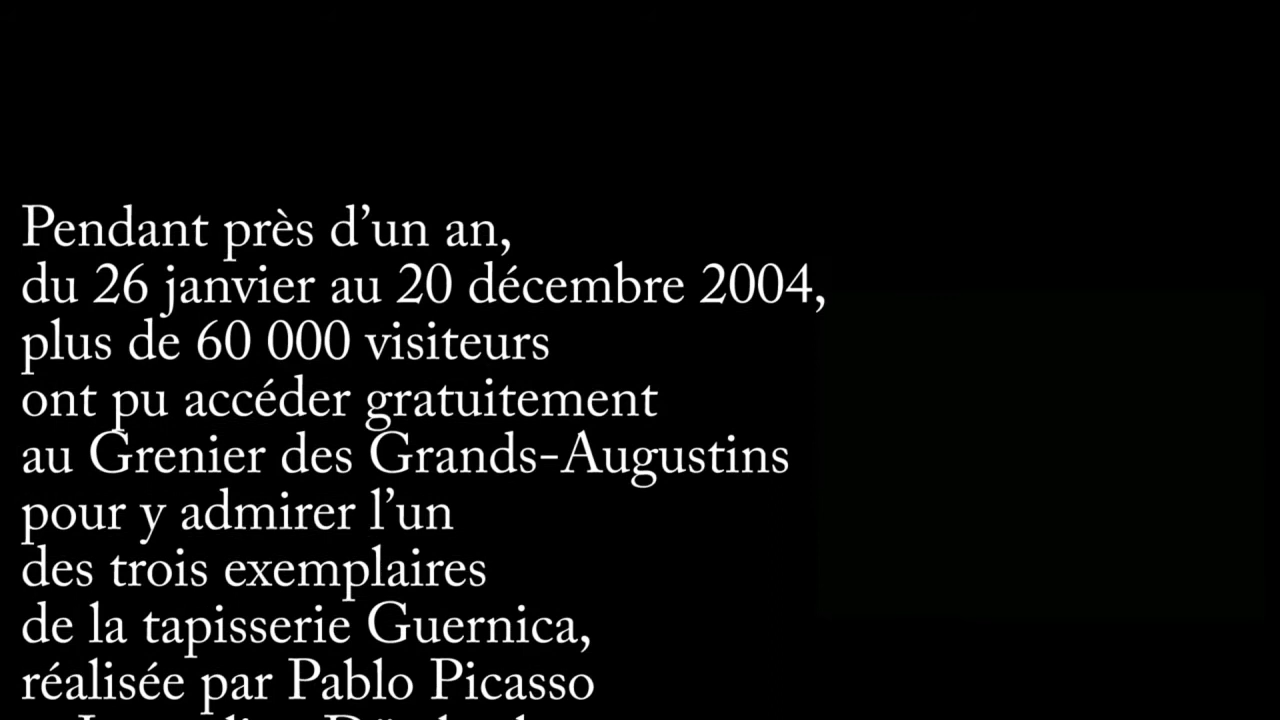 Pendant près d’un an,
du 26 janvier au 20 décembre 2004,
plus de 60 000 visiteurs
ont pu accéder gratuitement
au Grenier des Grands-Augustins
pour y admirer l’un
des trois exemplaires
de la tapisserie Guernica,
réalisée par Pablo Picasso